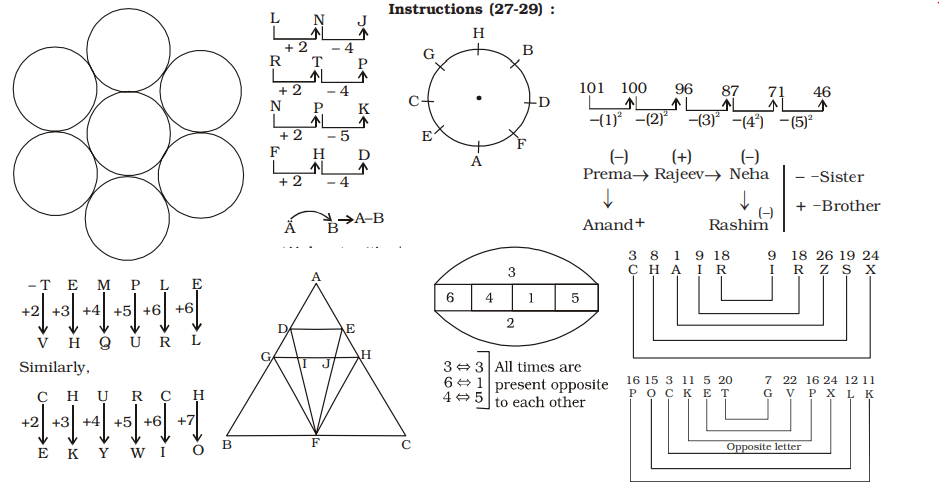 Instructions (27-29) :
L N J
+ 2 - 4
R T P
+ 2 - 4
N P K
+ 2 - 5
F H D
+ 2 - 4
Ä B → A–B
H
G B
C D
E F
A
101 100 96 87 71 46
–(1)² –(2)² –(3)² –(4²) –(5)²
(–) (+) (–)
Prema → Rajeev → Neha
↓ ↓ (–)
Anand + Rashim
– –Sister
+ –Brother
– T E M P L E
+2 +3 +4 +5 +6 +6
V H Q U R L
Similarly,
C H U R C H
+2 +3 +4 +5 +6 +7
E K Y W I O
A
D E
G I J H
B F C
3
6 4 1 5
2
3 ⇔ 3
6 ⇔ 1
4 ⇔ 5
All times are
present opposite
to each other
3 8 1 9 18 9 18 26 19 24
C H A I R I R Z S X
16 15 3 11 5 20 7 22 16 24 12 11
P O C K E T G V P X L K
Opposite letter